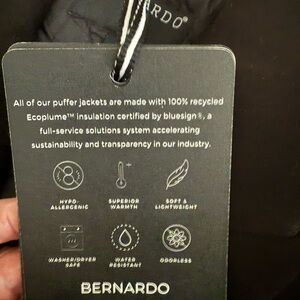 ARDO®
All of our puffer jackets are made with 100% recycled
Ecoplume™ insulation certified by bluesign®, a
full-service solutions system accelerating
sustainability and transparency in our industry.
HYPO-
ALLERGENIC
SUPERIOR
WARMTH
SOFT &
LIGHTWEIGHT
WASHER/DRYER
SAFE
WATER
RESISTANT
ODORLESS
BERNARDO